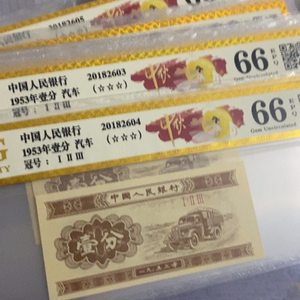 20182605
中国人民银行 20182603
1953年壹分 汽车 (☆☆☆)
冠号: I II III
66 EPQ
Gem Uncirculated
中国人民银行 20182604
1953年壹分 汽车 (☆☆☆)
冠号: I II III
66 EPQ
Gem Uncirculated
中国人民银行
I II III
壹分
一九五三年